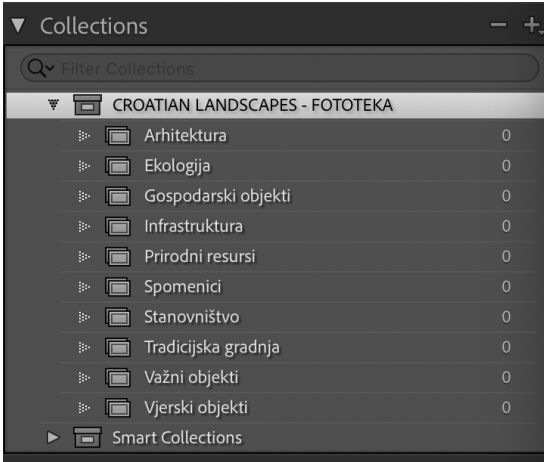 Collections
Filter Collections
CROATIAN LANDSCAPES - FOTOTEKA
Arhitektura 0
Ekologija 0
Gospodarski objekti 0
Infrastruktura 0
Prirodni resursi 0
Spomenici 0
Stanovništvo 0
Tradicijska gradnja 0
Važni objekti 0
Vjerski objekti 0
Smart Collections